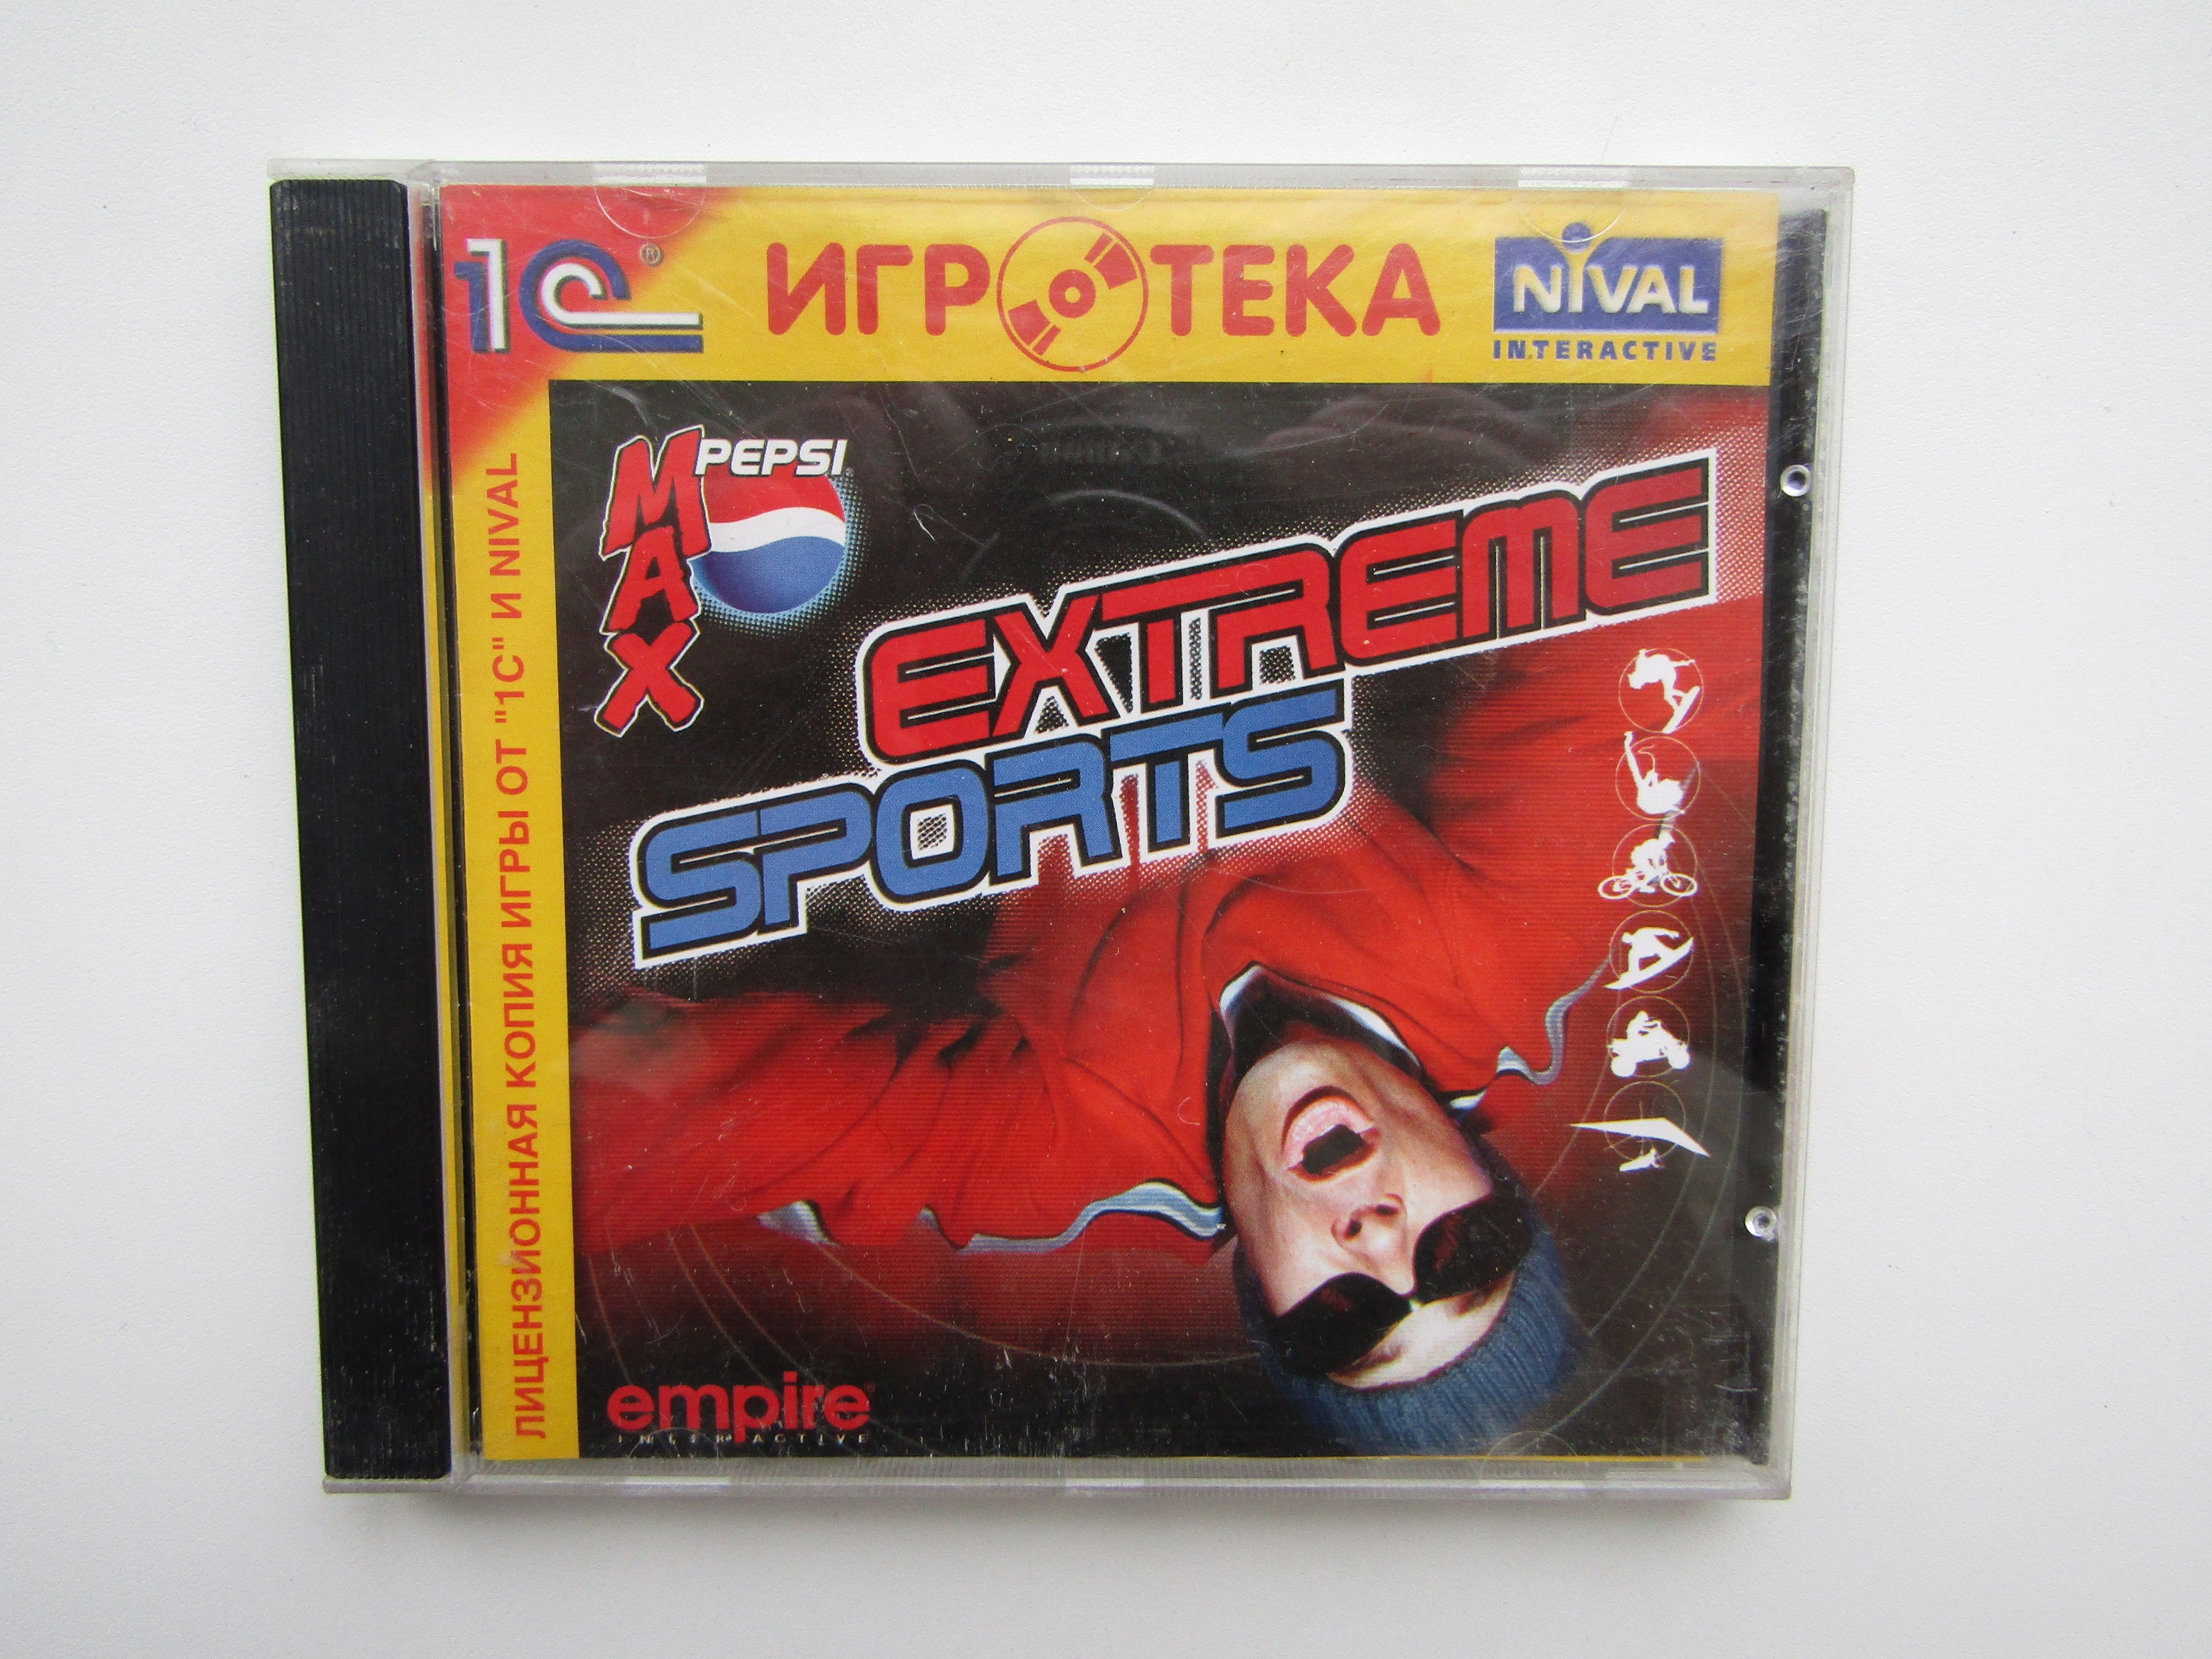 1С®
ИГРОТЕКА
NIVAL
INTERACTIVE
ЛИЦЕНЗИОННАЯ КОПИЯ ИГРЫ ОТ "1С" И NIVAL
PEPSI
MAX
EXTREME
SPORTS
empire
INTERACTIVE